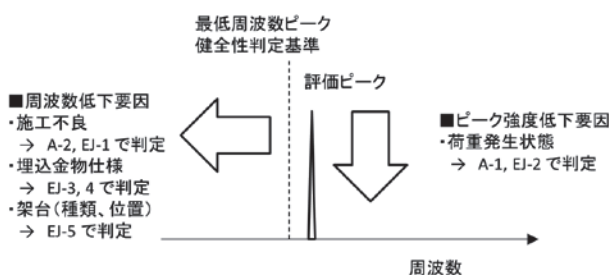 最低周波数ピーク
健全性判定基準
評価ピーク
■周波数低下要因
・施工不良
→ A-2, EJ-1 で判定
・埋込金物仕様
→ EJ-3, 4 で判定
・架台（種類、位置）
→ EJ-5 で判定
■ピーク強度低下要因
・荷重発生状態
→ A-1, EJ-2 で判定
周波数